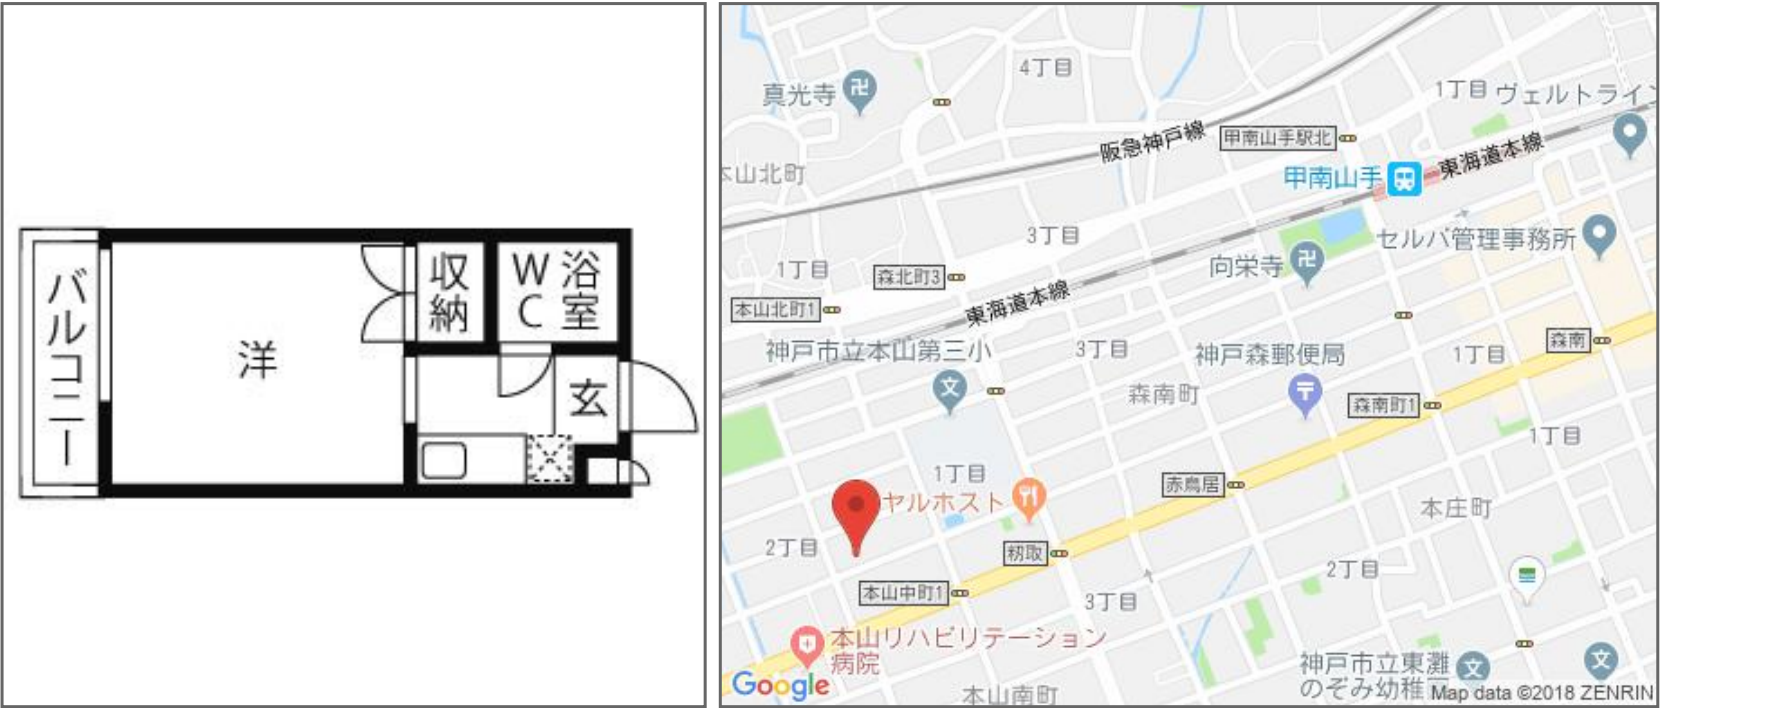 バルコニー
洋
収納
WC
浴室
玄
4丁目
真光寺
1丁目
ヴェルトライン
阪急神戸線
甲南山手駅北
東海道本線
本山北町
甲南山手
3丁目
セルバ管理事務所
1丁目
森北町3
向栄寺
本山北町1
東海道本線
神戸市立本山第三小
3丁目
神戸森郵便局
1丁目
森南
森南町
森南町1
1丁目
1丁目
赤鳥居
ヤルホスト
本庄町
2丁目
籾取
2丁目
本山中町1
3丁目
本山リハビリテーション
病院
神戸市立東灘
のぞみ幼稚
Google
本山南町
Map data ©2018 ZENRIN